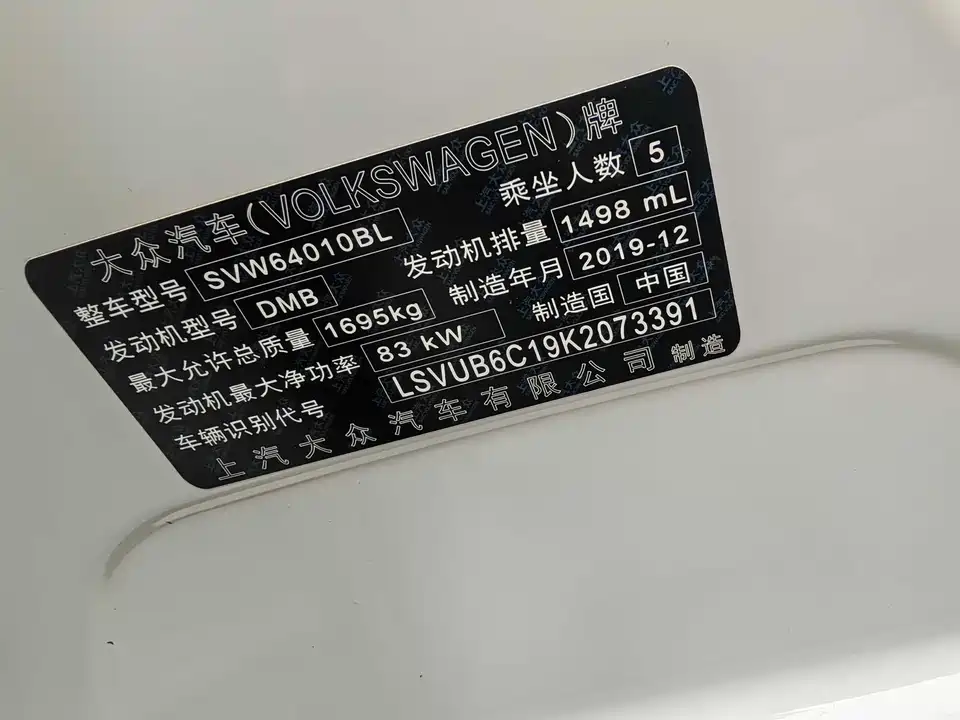 大众汽车(VOLKSWAGEN)牌
整车型号 SVW64010BL 乘坐人数 5
发动机型号 DMB 发动机排量 1498 mL
最大允许总质量 1695kg 制造年月 2019-12
发动机最大净功率 83 kW 制造国 中国
车辆识别代号 LSVUB6C19K2073391
上汽大众汽车有限公司 制造